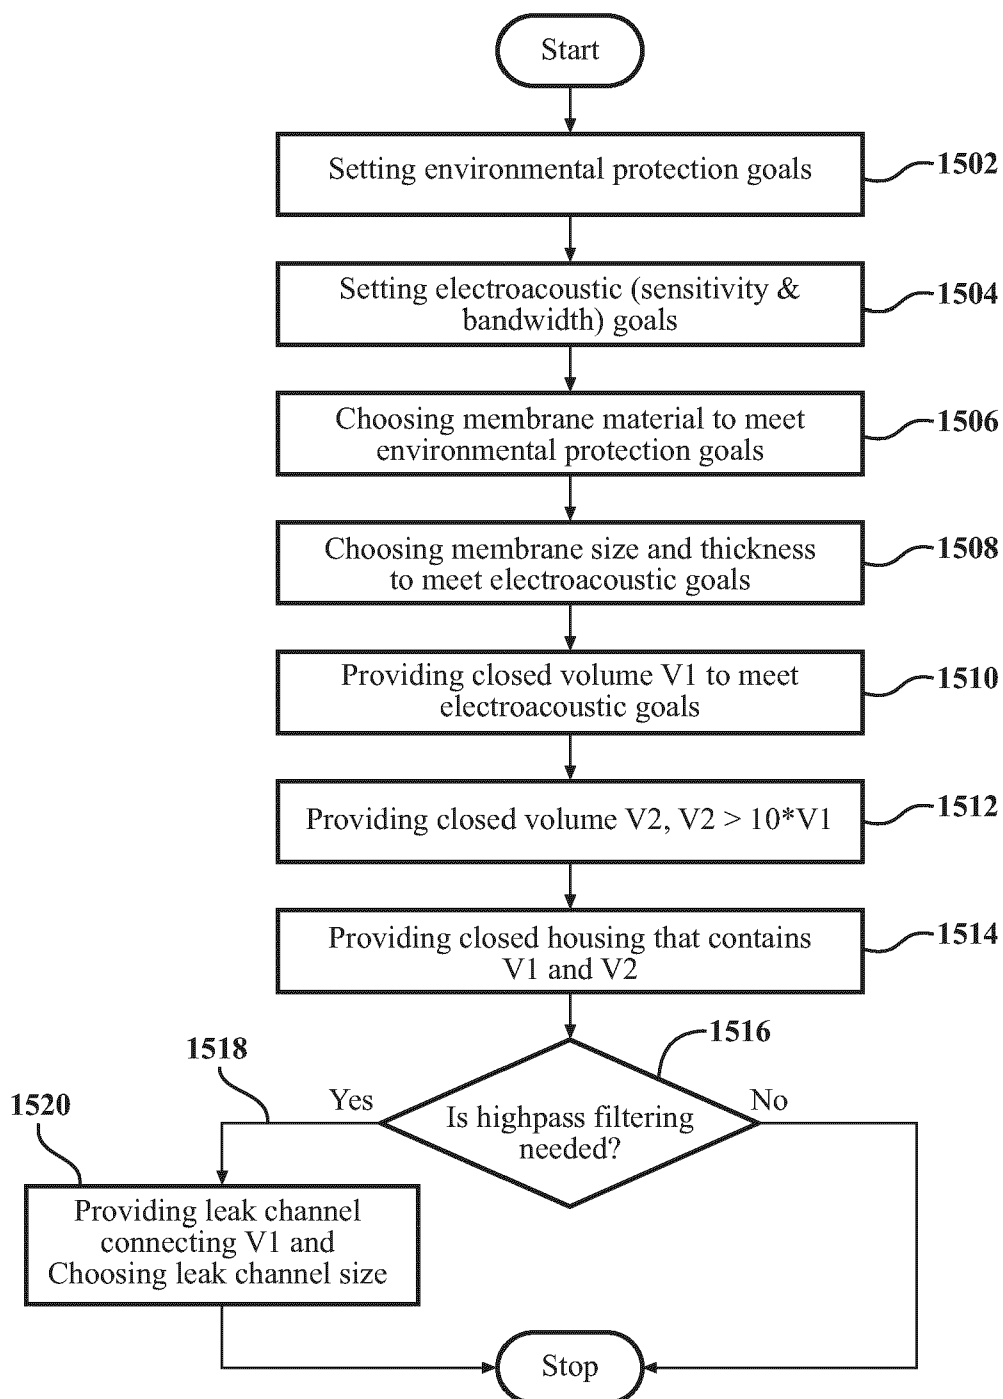 Start
Setting environmental protection goals
1502
Setting electroacoustic (sensitivity &
bandwidth) goals
1504
Choosing membrane material to meet
environmental protection goals
1506
Choosing membrane size and thickness
to meet electroacoustic goals
1508
Providing closed volume V1 to meet
electroacoustic goals
1510
Providing closed volume V2, V2 > 10*V1
1512
Providing closed housing that contains
V1 and V2
1514
1516
1518
Yes
No
Is highpass filtering
needed?
1520
Providing leak channel
connecting V1 and
Choosing leak channel size
Stop